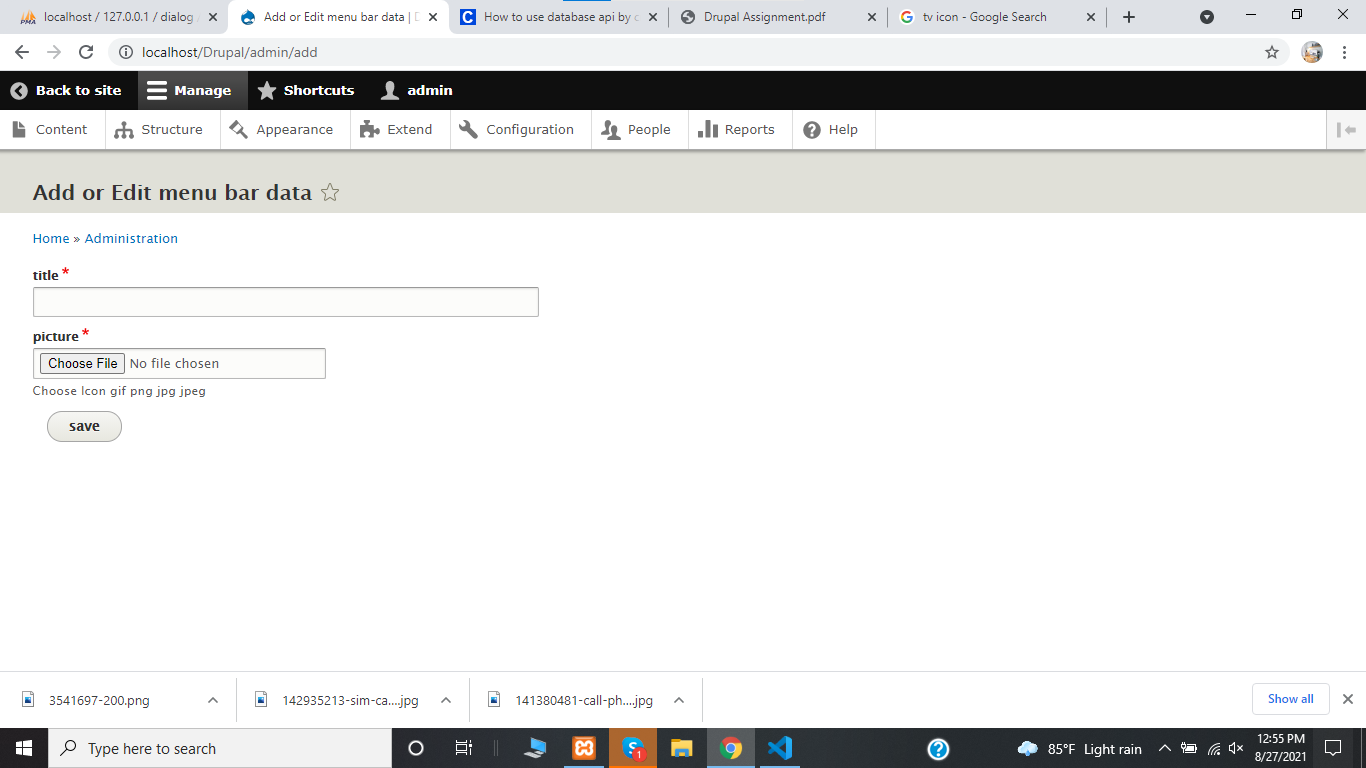 localhost / 127.0.0.1 / dialog
Add or Edit menu bar data |
How to use database api by
Drupal Assignment.pdf
tv icon - Google Search
localhost/Drupal/admin/add
Back to site
Manage
Shortcuts
admin
Content
Structure
Appearance
Extend
Configuration
People
Reports
Help
Add or Edit menu bar data
Home » Administration
title *
picture *
Choose File No file chosen
Choose Icon gif png jpg jpeg
save
3541697-200.png
142935213-sim-ca....jpg
141380481-call-ph....jpg
Show all
Type here to search
1
85°F Light rain
12:55 PM
8/27/2021